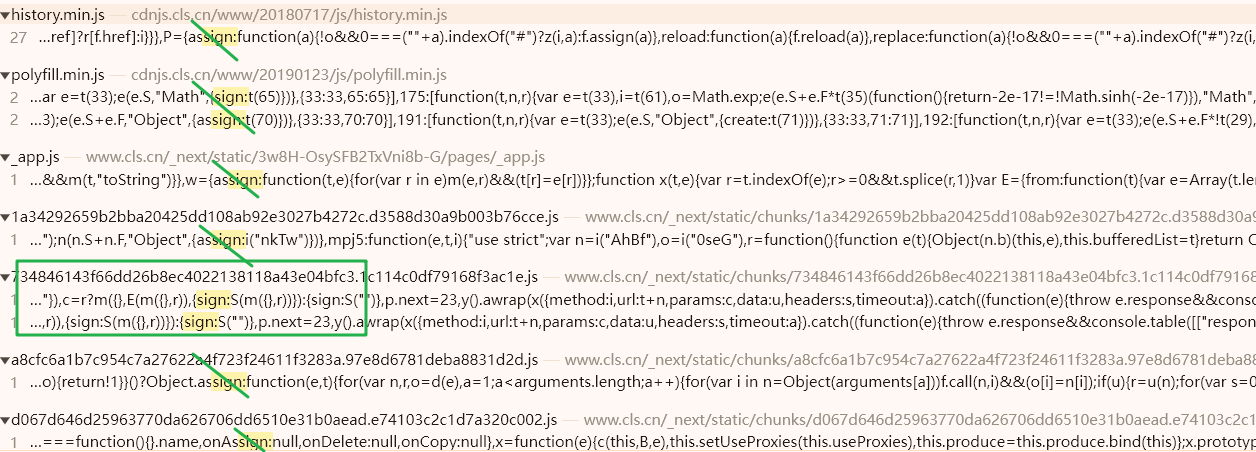 ▼history.min.js — cdnjs.cls.cn/www/20180717/js/history.min.js
27 ...ref]?r[f.href]:i}}},P={assign:function(a){!o&&0===(""+a).indexOf("#")?z(i,a):f.assign(a)},reload:function(a){f.reload(a)},replace:function(a){!o&&0===(""+a).indexOf("#")?z(i,
▼polyfill.min.js — cdnjs.cls.cn/www/20190123/js/polyfill.min.js
2 ...ar e=t(33);e(e.S,"Math",{sign:t(65)})},{33:33,65:65}],175:[function(t,n,r){var e=t(33),i=t(61),o=Math.exp;e(e.S+e.F*t(35)(function(){return-2e-17!=!Math.sinh(-2e-17)}),"Math",
2 ...3);e(e.S+e.F,"Object",{assign:t(70)})},{33:33,70:70}],191:[function(t,n,r){var e=t(33);e(e.S,"Object",{create:t(71)})},{33:33,71:71}],192:[function(t,n,r){var e=t(33);e(e.S+e.F*!t(29),
▼_app.js — www.cls.cn/_next/static/3w8H-OsySFB2TxVni8b-G/pages/_app.js
1 ...&&m(t,"toString")}},w={assign:function(t,e){for(var r in e)m(e,r)&&(t[r]=e[r])}};function x(t,e){var r=t.indexOf(e);r>=0&&t.splice(r,1)}var E={from:function(t){var e=Array(t.le
▼1a34292659b2bba20425dd108ab92e3027b4272c.d3588d30a9b003b76cce.js — www.cls.cn/_next/static/chunks/1a34292659b2bba20425dd108ab92e3027b4272c.d3588d30a9
1 ...");n(n.S+n.F,"Object",{assign:i("nkTw")})},mpj5:function(e,t,i){"use strict";var n=i("AhBf"),o=i("0seG"),r=function(){function e(t){Object(n.b)(this,e),this.bufferedList=t}return C
▼734846143f66dd26b8ec4022138118a43e04bfc3.1c114c0df79168f3ac1e.js — www.cls.cn/_next/static/chunks/734846143f66dd26b8ec4022138118a43e04bfc3.1c114c0df
1 ..."}),c=r?m({},E(m({},r)),{sign:S(m({},r))}):{sign:S("")},p.next=23,y().awrap(x({method:i,url:t+n,params:c,data:u,headers:s,timeout:a}).catch((function(e){throw e.response&&conso
1 ...,r)),{sign:S(m({},r))}):{sign:S("")},p.next=23,y().awrap(x({method:i,url:t+n,params:c,data:u,headers:s,timeout:a}).catch((function(e){throw e.response&&console.table([["respon
▼a8cfc6a1b7c954c7a27622a4f723f24611f3283a.97e8d6781deba8831d2d.js — www.cls.cn/_next/static/chunks/a8cfc6a1b7c954c7a27622a4f723f24611f3283a.97e8d6781deba88
1 ...o){return!1}}()?Object.assign:function(e,t){for(var n,r,o=d(e),a=1;a<arguments.length;a++){for(var i in n=Object(arguments[a]))f.call(n,i)&&(o[i]=n[i]);if(u){r=u(n);for(var s=0
▼d067d646d25963770da626706dd6510e31b0aead.e74103c2c1d7a320c002.js — www.cls.cn/_next/static/chunks/d067d646d25963770da626706dd6510e31b0aead.e74103c2c
1 ...===function(){}.name,onAssign:null,onDelete:null,onCopy:null},x=function(e){c(this,B,e),this.setUseProxies(this.useProxies),this.produce=this.produce.bind(this)};x.prototyp